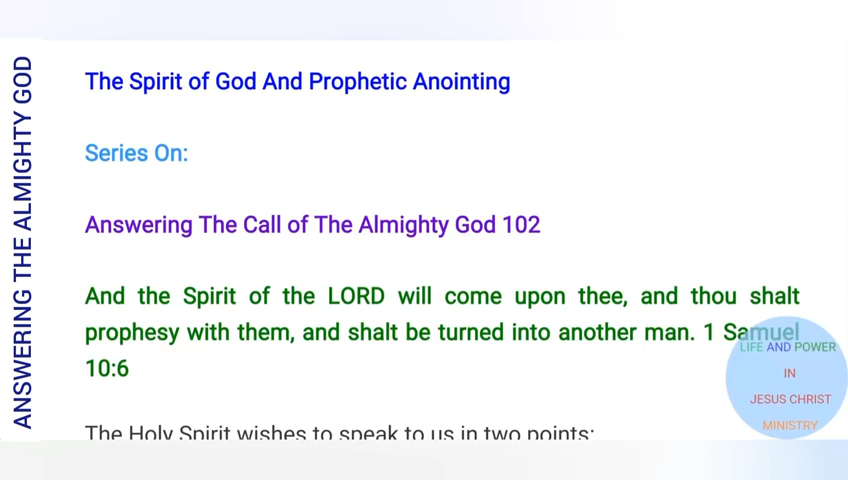 ANSWERING THE ALMIGHTY GOD
The Spirit of God And Prophetic Anointing
Series On:
Answering The Call of The Almighty God 102
And the Spirit of the LORD will come upon thee, and thou shalt
prophesy with them, and shalt be turned into another man. 1 Samuel
10:6
The Holy Spirit wishes to speak to us in two points:
LIFE AND POWER
IN
JESUS CHRIST
MINISTRY